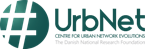 UrbNet
CENTRE FOR URBAN NETWORK EVOLUTIONS
The Danish National Research Foundation